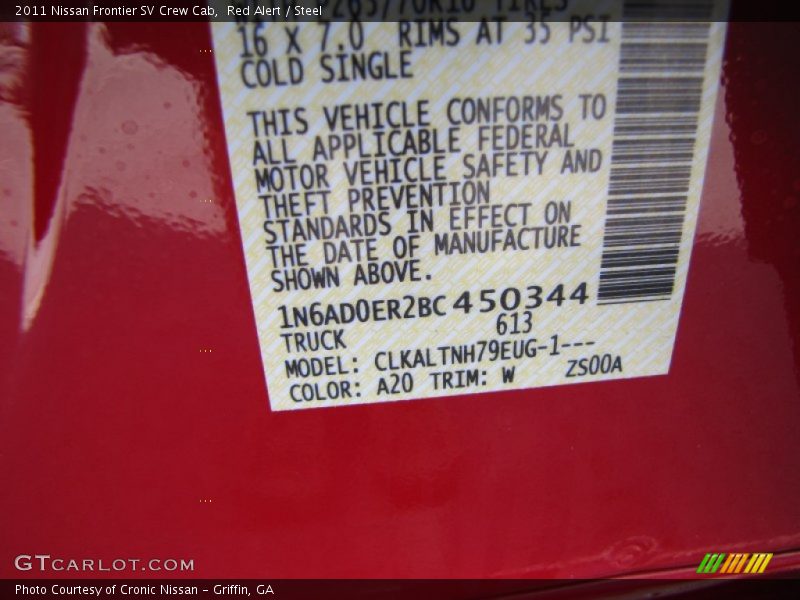 2011 Nissan Frontier SV Crew Cab, Red Alert / Steel
265/70R16 TIRES
16 X 7.0 RIMS AT 35 PSI
COLD SINGLE
THIS VEHICLE CONFORMS TO
ALL APPLICABLE FEDERAL
MOTOR VEHICLE SAFETY AND
THEFT PREVENTION
STANDARDS IN EFFECT ON
THE DATE OF MANUFACTURE
SHOWN ABOVE.
1N6AD0ER2BC450344
TRUCK 613
MODEL: CLKALTNH79EUG-1---
COLOR: A20 TRIM: W ZS00A
GTCARLOT.COM
Photo Courtesy of Cronic Nissan – Griffin, GA